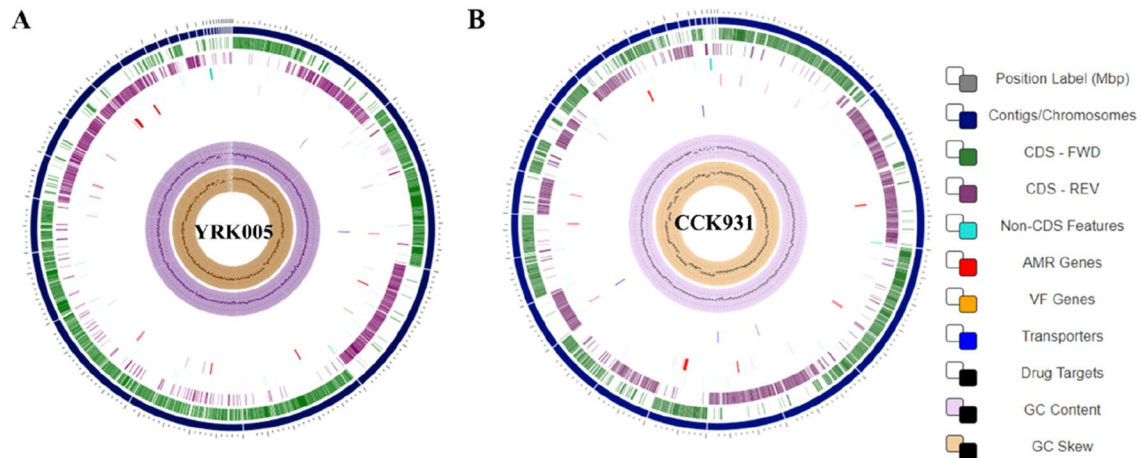 A
B
YRK005
CCK931
Position Label (Mbp)
Contigs/Chromosomes
CDS - FWD
CDS - REV
Non-CDS Features
AMR Genes
VF Genes
Transporters
Drug Targets
GC Content
GC Skew